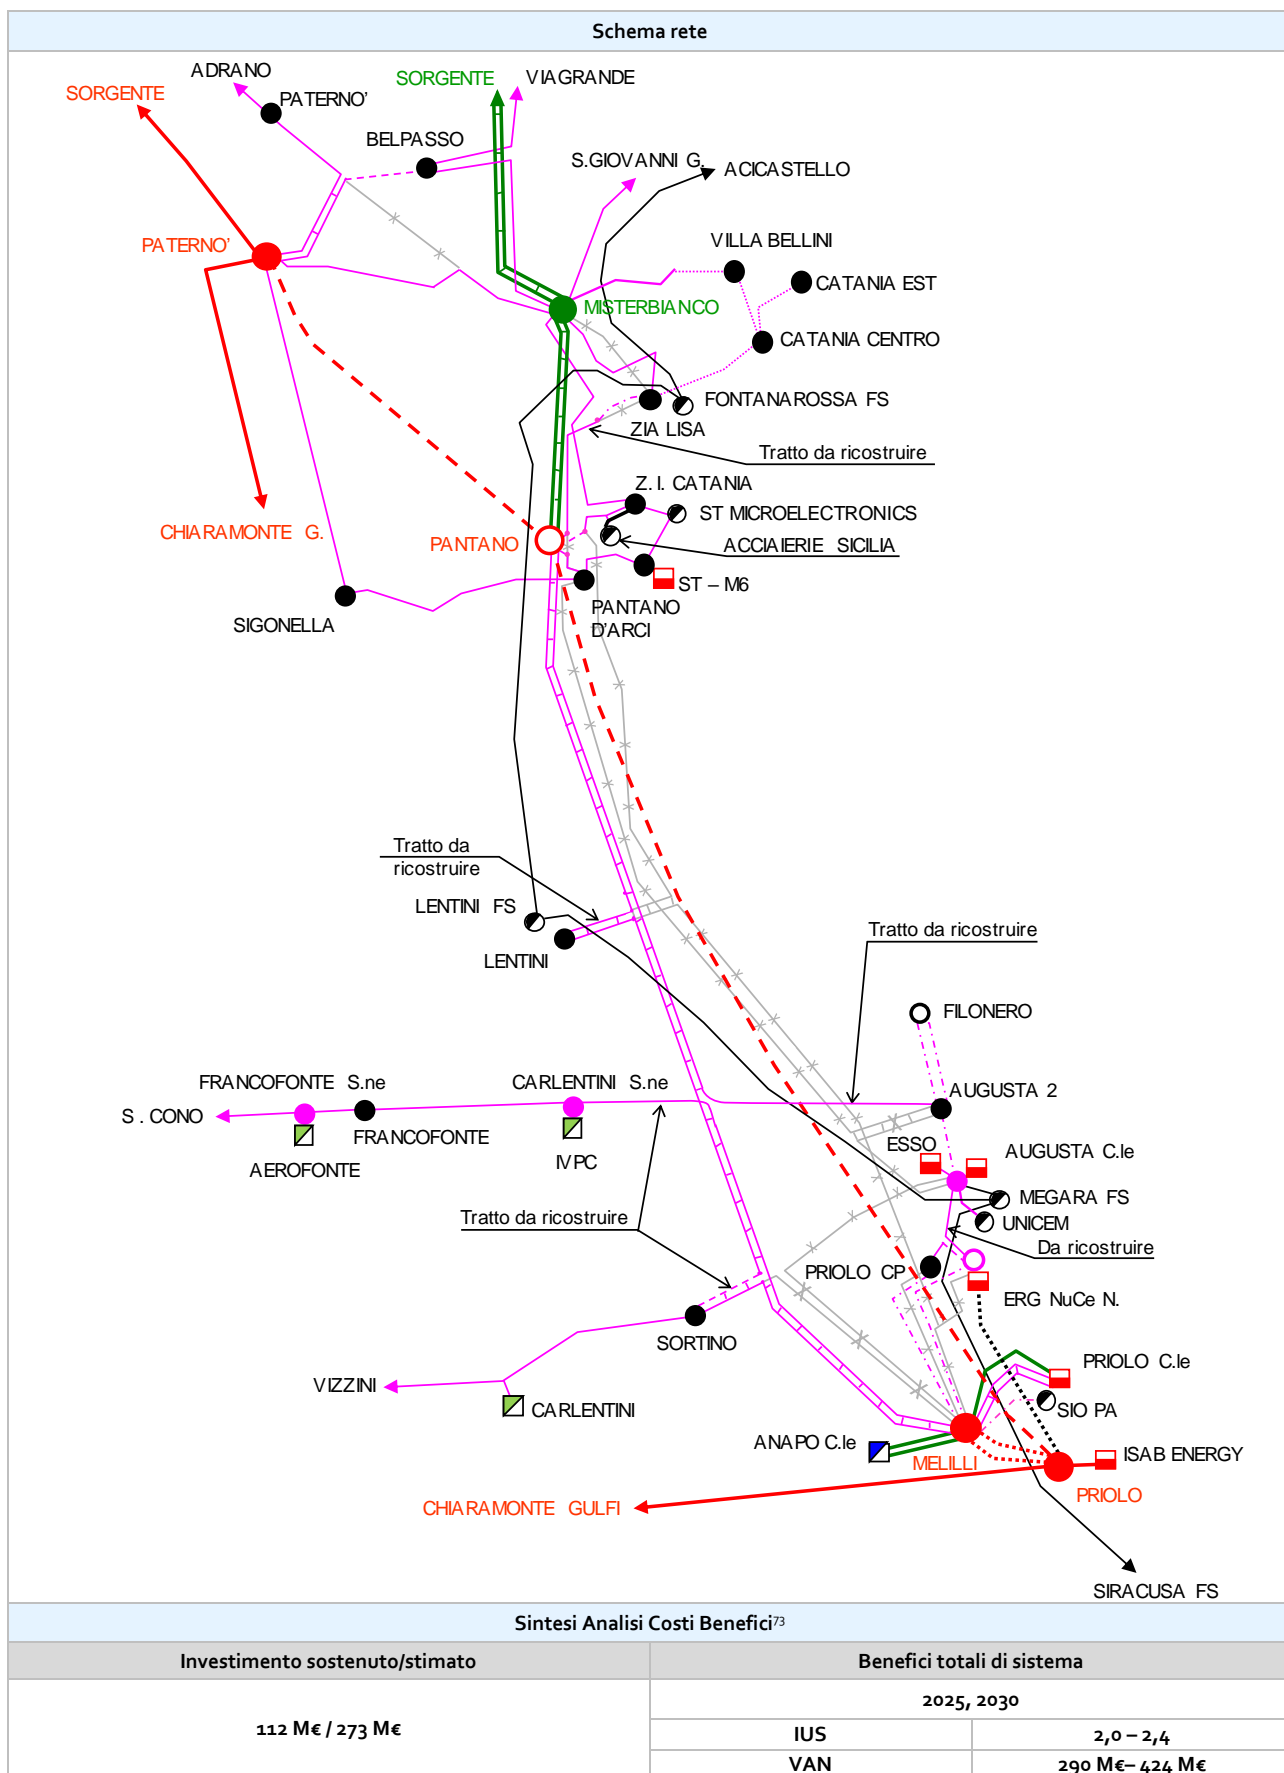 Schema rete
ADRANO
SORGENTE
VIAGRANDE
SORGENTE
PATERNO'
BELPASSO
S.GIOVANNI G.
ACICASTELLO
PATERNO'
VILLA BELLINI
CATANIA EST
MISTERBIANCO
CATANIA CENTRO
FONTANAROSSA FS
ZIA LISA
Tratto da ricostruire
Z.I. CATANIA
ST MICROELECTRONICS
CHIARAMONTE G.
PANTANO
ACCIAIERIE SICILIA
ST – M6
PANTANO
D'ARCI
SIGONELLA
Tratto da
ricostruire
LENTINI FS
LENTINI
Tratto da ricostruire
FILONERO
FRANCOFONTE S.ne
CARLENTINI S.ne
AUGUSTA 2
S . CONO
FRANCOFONTE
ESSO
AUGUSTA C.le
AEROFONTE
IVPC
MEGARA FS
Tratto da ricostruire
UNICEM
Da ricostruire
PRIOLO CP
ERG NuCe N.
SORTINO
PRIOLO C.le
VIZZINI
CARLENTINI
SIO PA
ANAPO C.le
MELILLI
ISAB ENERGY
PRIOLO
CHIARAMONTE GULFI
SIRACUSA FS
Sintesi Analisi Costi Benefici73
Investimento sostenuto/stimato
Benefici totali di sistema
2025, 2030
112 M€ / 273 M€
IUS
2,0 – 2,4
VAN
290 M€– 424 M€